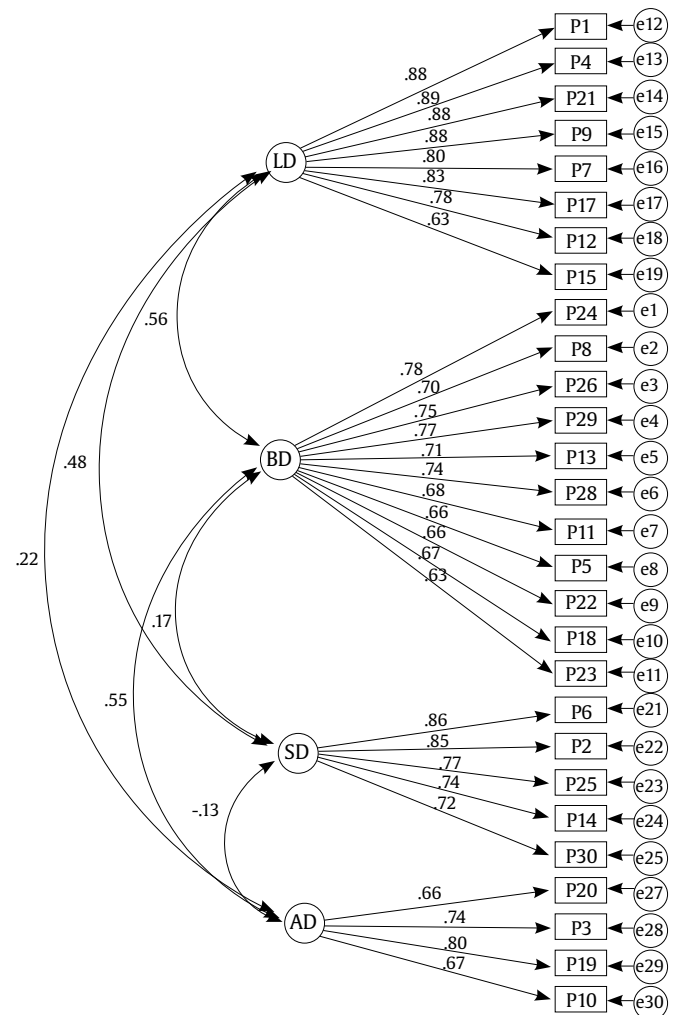 P1 e12
P4 e13
.88
P21 e14
.89
.88
P9 e15
.88
LD
.80
P7 e16
.83
P17 e17
.78
P12 e18
.63
P15 e19
P24 e1
.56
P8 e2
.78
P26 e3
.70
.75
P29 e4
.77
BD
.71
P13 e5
.48
.74
P28 e6
.68
P11 e7
.66
.66
P5 e8
.22
.67
P22 e9
.63
.17
P18 e10
P23 e11
.55
P6 e21
.86
SD
.85
P2 e22
.77
P25 e23
.74
-.13
.72
P14 e24
P30 e25
P20 e27
.66
AD
.74
P3 e28
.80
P19 e29
.67
P10 e30